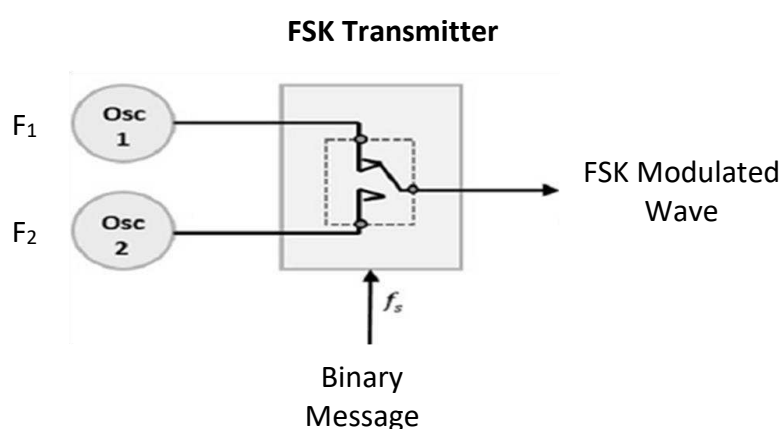 FSK Transmitter
F₁
Osc
1
F₂
Osc
2
FSK Modulated
Wave
fₛ
Binary
Message